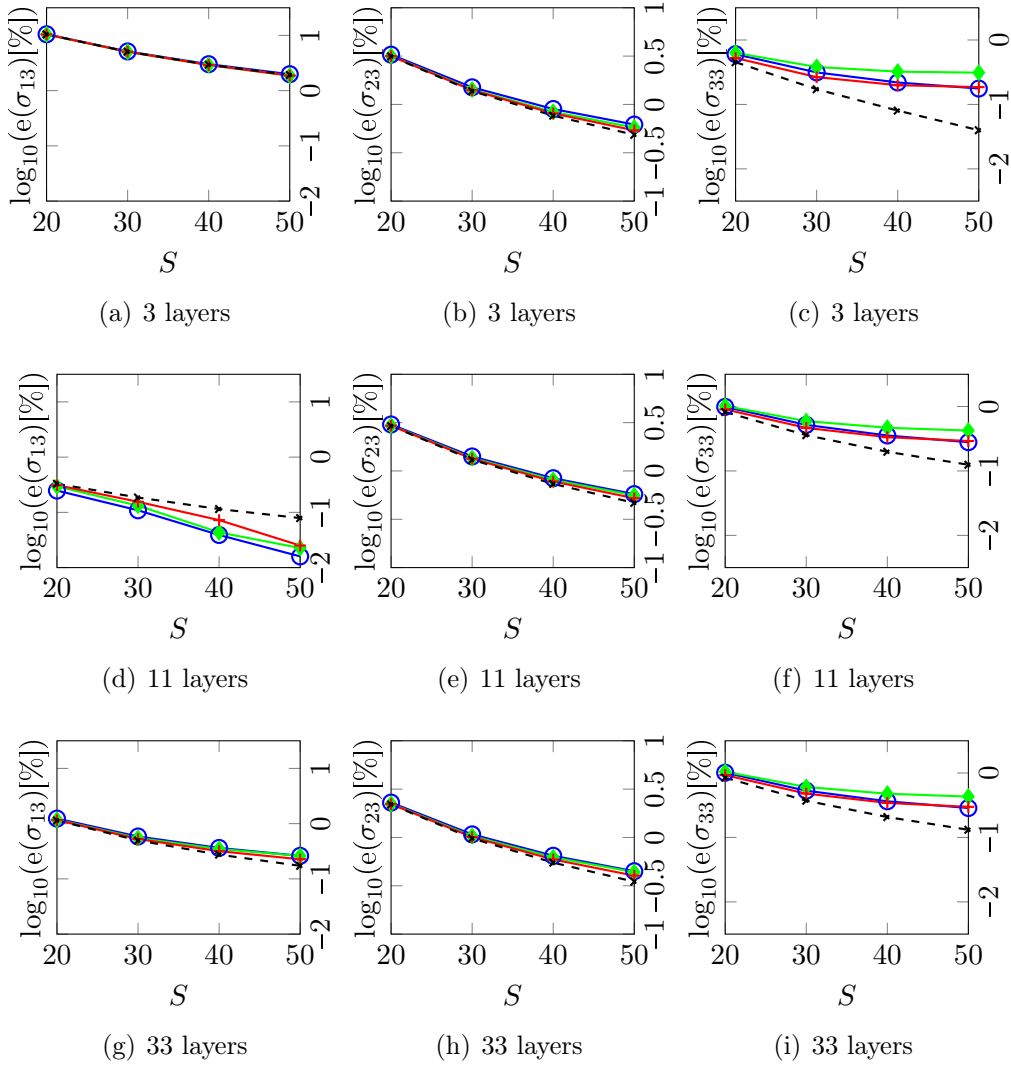 log₁₀(e(σ₁₃)[%])
1
0
−1
−2
20 30 40 50
S
(a) 3 layers
log₁₀(e(σ₂₃)[%])
1
0.5
0
−0.5
−1
20 30 40 50
S
(b) 3 layers
log₁₀(e(σ₃₃)[%])
0
−1
−2
20 30 40 50
S
(c) 3 layers
log₁₀(e(σ₁₃)[%])
1
0
−1
−2
20 30 40 50
S
(d) 11 layers
log₁₀(e(σ₂₃)[%])
1
0.5
0
−0.5
−1
20 30 40 50
S
(e) 11 layers
log₁₀(e(σ₃₃)[%])
0
−1
−2
20 30 40 50
S
(f) 11 layers
log₁₀(e(σ₁₃)[%])
1
0
−1
−2
20 30 40 50
S
(g) 33 layers
log₁₀(e(σ₂₃)[%])
1
0.5
0
−0.5
−1
20 30 40 50
S
(h) 33 layers
log₁₀(e(σ₃₃)[%])
0
−1
−2
20 30 40 50
S
(i) 33 layers